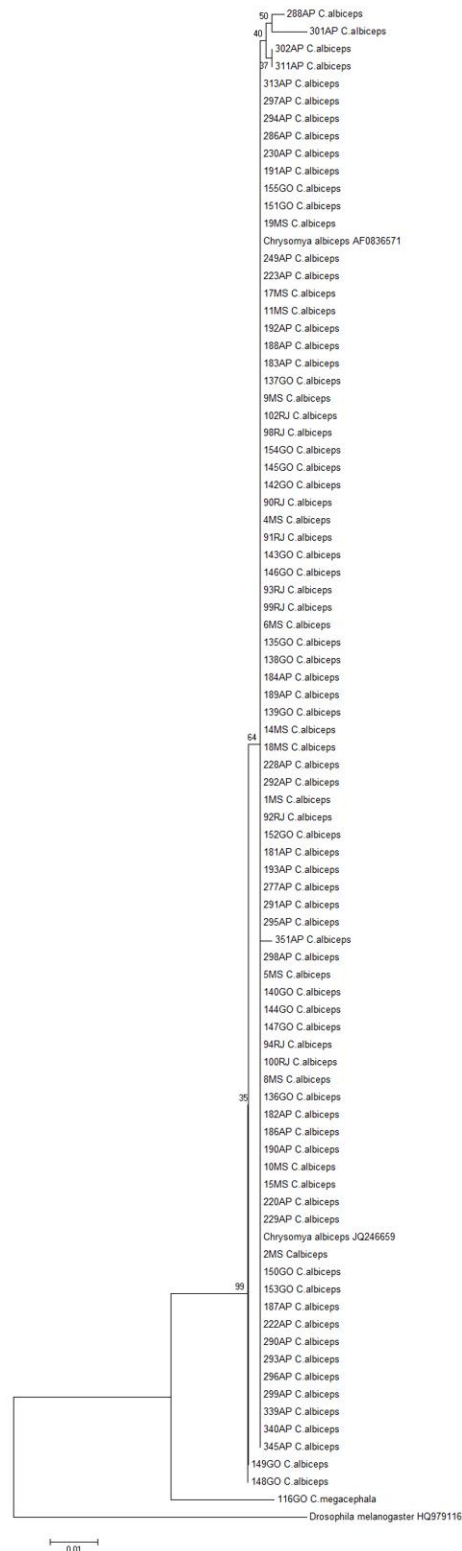 50
288AP C.albiceps
301AP C.albiceps
40
302AP C.albiceps
37
311AP C.albiceps
313AP C.albiceps
297AP C.albiceps
294AP C.albiceps
286AP C.albiceps
230AP C.albiceps
191AP C.albiceps
155GO C.albiceps
151GO C.albiceps
19MS C.albiceps
Chrysomya albiceps AF0836571
249AP C.albiceps
223AP C.albiceps
17MS C.albiceps
11MS C.albiceps
192AP C.albiceps
188AP C.albiceps
183AP C.albiceps
137GO C.albiceps
9MS C.albiceps
102RJ C.albiceps
98RJ C.albiceps
154GO C.albiceps
145GO C.albiceps
142GO C.albiceps
90RJ C.albiceps
4MS C.albiceps
91RJ C.albiceps
143GO C.albiceps
146GO C.albiceps
93RJ C.albiceps
99RJ C.albiceps
6MS C.albiceps
135GO C.albiceps
138GO C.albiceps
184AP C.albiceps
189AP C.albiceps
139GO C.albiceps
14MS C.albiceps
64
18MS C.albiceps
228AP C.albiceps
292AP C.albiceps
1MS C.albiceps
92RJ C.albiceps
152GO C.albiceps
181AP C.albiceps
193AP C.albiceps
277AP C.albiceps
291AP C.albiceps
295AP C.albiceps
351AP C.albiceps
298AP C.albiceps
5MS C.albiceps
140GO C.albiceps
144GO C.albiceps
147GO C.albiceps
94RJ C.albiceps
100RJ C.albiceps
8MS C.albiceps
35
136GO C.albiceps
182AP C.albiceps
186AP C.albiceps
190AP C.albiceps
10MS C.albiceps
15MS C.albiceps
220AP C.albiceps
229AP C.albiceps
Chrysomya albiceps JQ246659
2MS Calbiceps
150GO C.albiceps
99
153GO C.albiceps
187AP C.albiceps
222AP C.albiceps
290AP C.albiceps
293AP C.albiceps
296AP C.albiceps
299AP C.albiceps
339AP C.albiceps
340AP C.albiceps
345AP C.albiceps
149GO C.albiceps
148GO C.albiceps
116GO C.megacephala
Drosophila melanogaster HQ979116
0.01